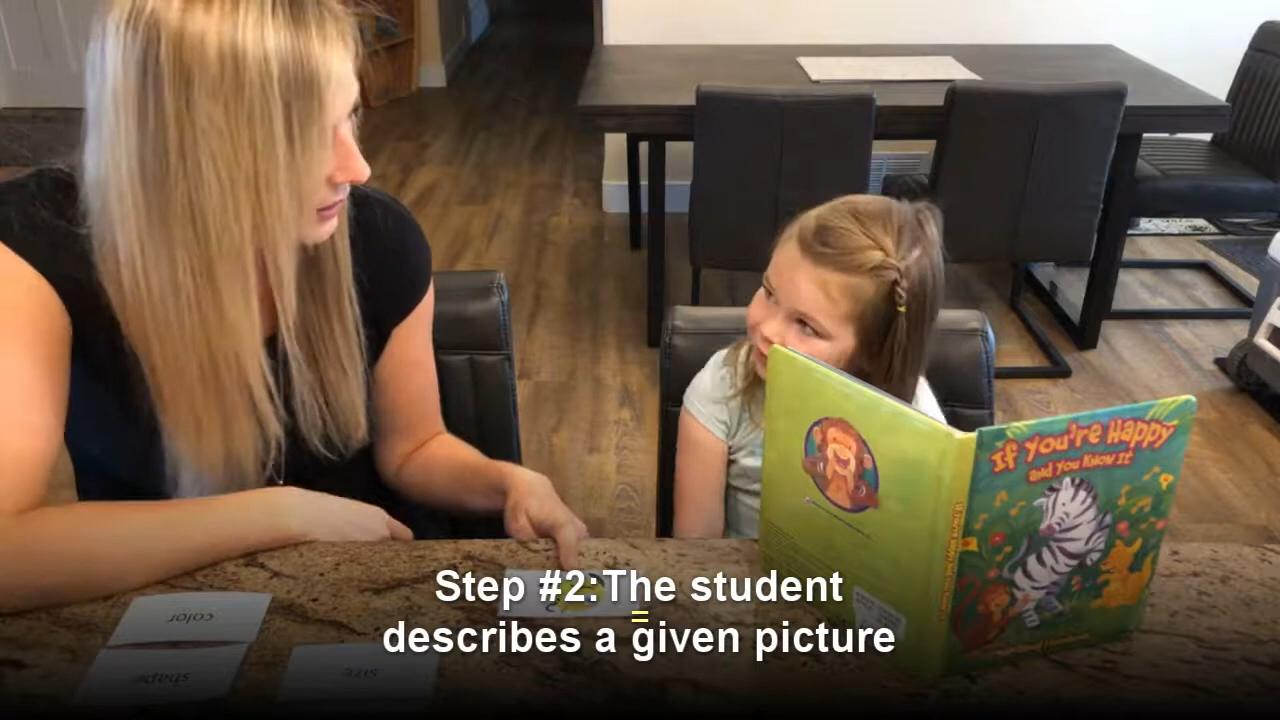 If You're Happy
and You Know It
Step #2:The student
describes a given picture
color
shape
size